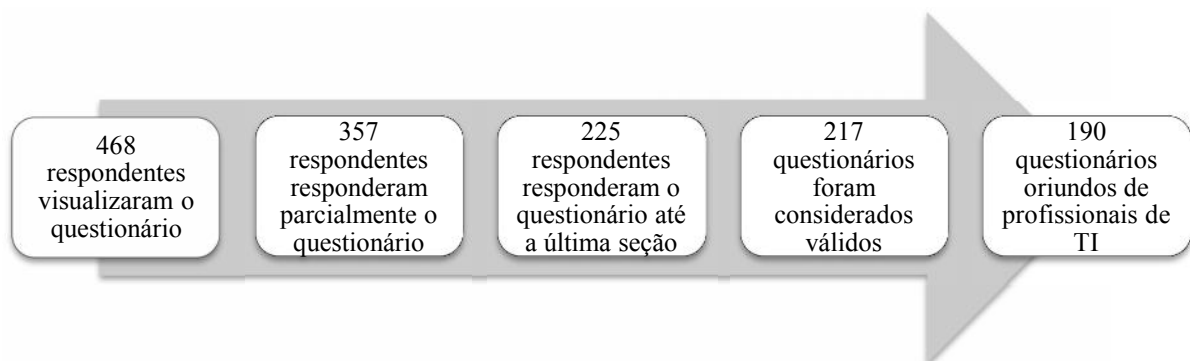 468
respondentes
visualizaram o
questionário
357
respondentes
responderam
parcialmente o
questionário
225
respondentes
responderam o
questionário até
a última seção
217
questionários
foram
considerados
válidos
190
questionários
oriundos de
profissionais de
TI